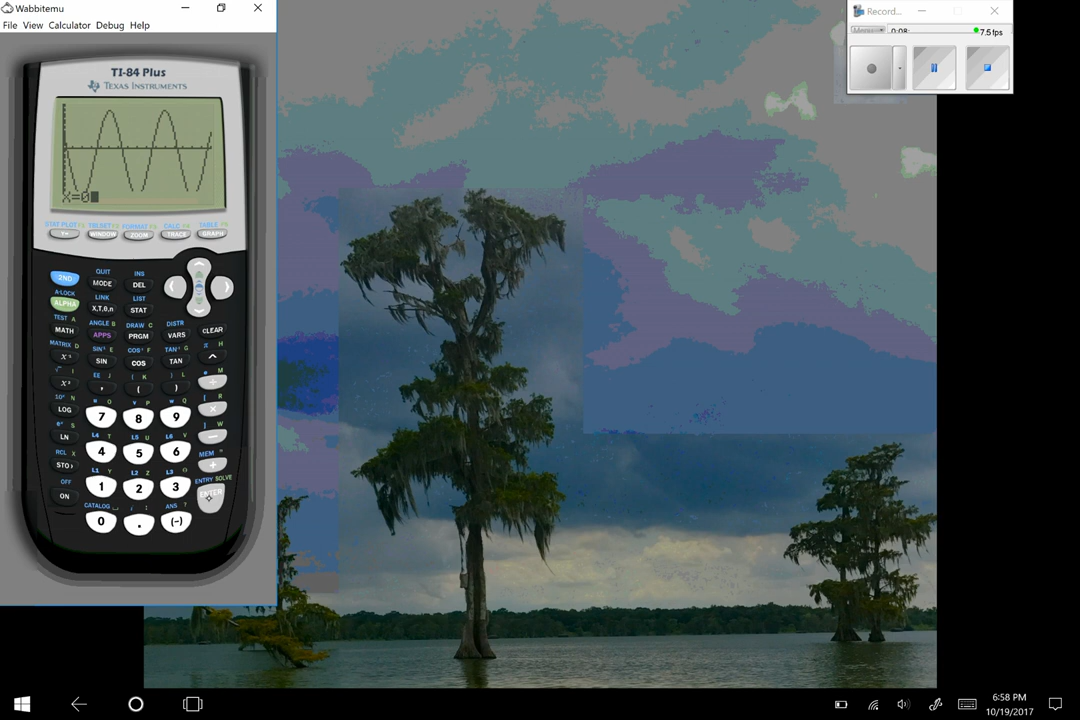 Wabbitemu
File View Calculator Debug Help
TI-84 Plus
TEXAS INSTRUMENTS
X=0
STAT PLOT F1 TBLSET F2 FORMAT F3 CALC F4 TABLE F5
Y= WINDOW ZOOM TRACE GRAPH
QUIT INS
2ND MODE DEL
A-LOCK LINK LIST
ALPHA X,T,θ,n STAT
TEST A ANGLE B DRAW C DISTR
MATH APPS PRGM VARS CLEAR
MATRIX D SIN⁻¹ E COS⁻¹ F TAN⁻¹ G π H
SIN COS TAN ^
EE J { K } L M
, ( )
10ˣ N u O v P w Q [ R
LOG 7 8 9 ×
eˣ S L4 T L5 U L6 V ] W
LN 4 5 6 —
RCL X L1 Y L2 Z L3 θ MEM "
STO› 1 2 3 +
OFF CATALOG i : ANS ? ENTRY SOLVE
ON 0 . (-) ENTER
Record...
0:08:
7.5 fps
6:58 PM
10/19/2017